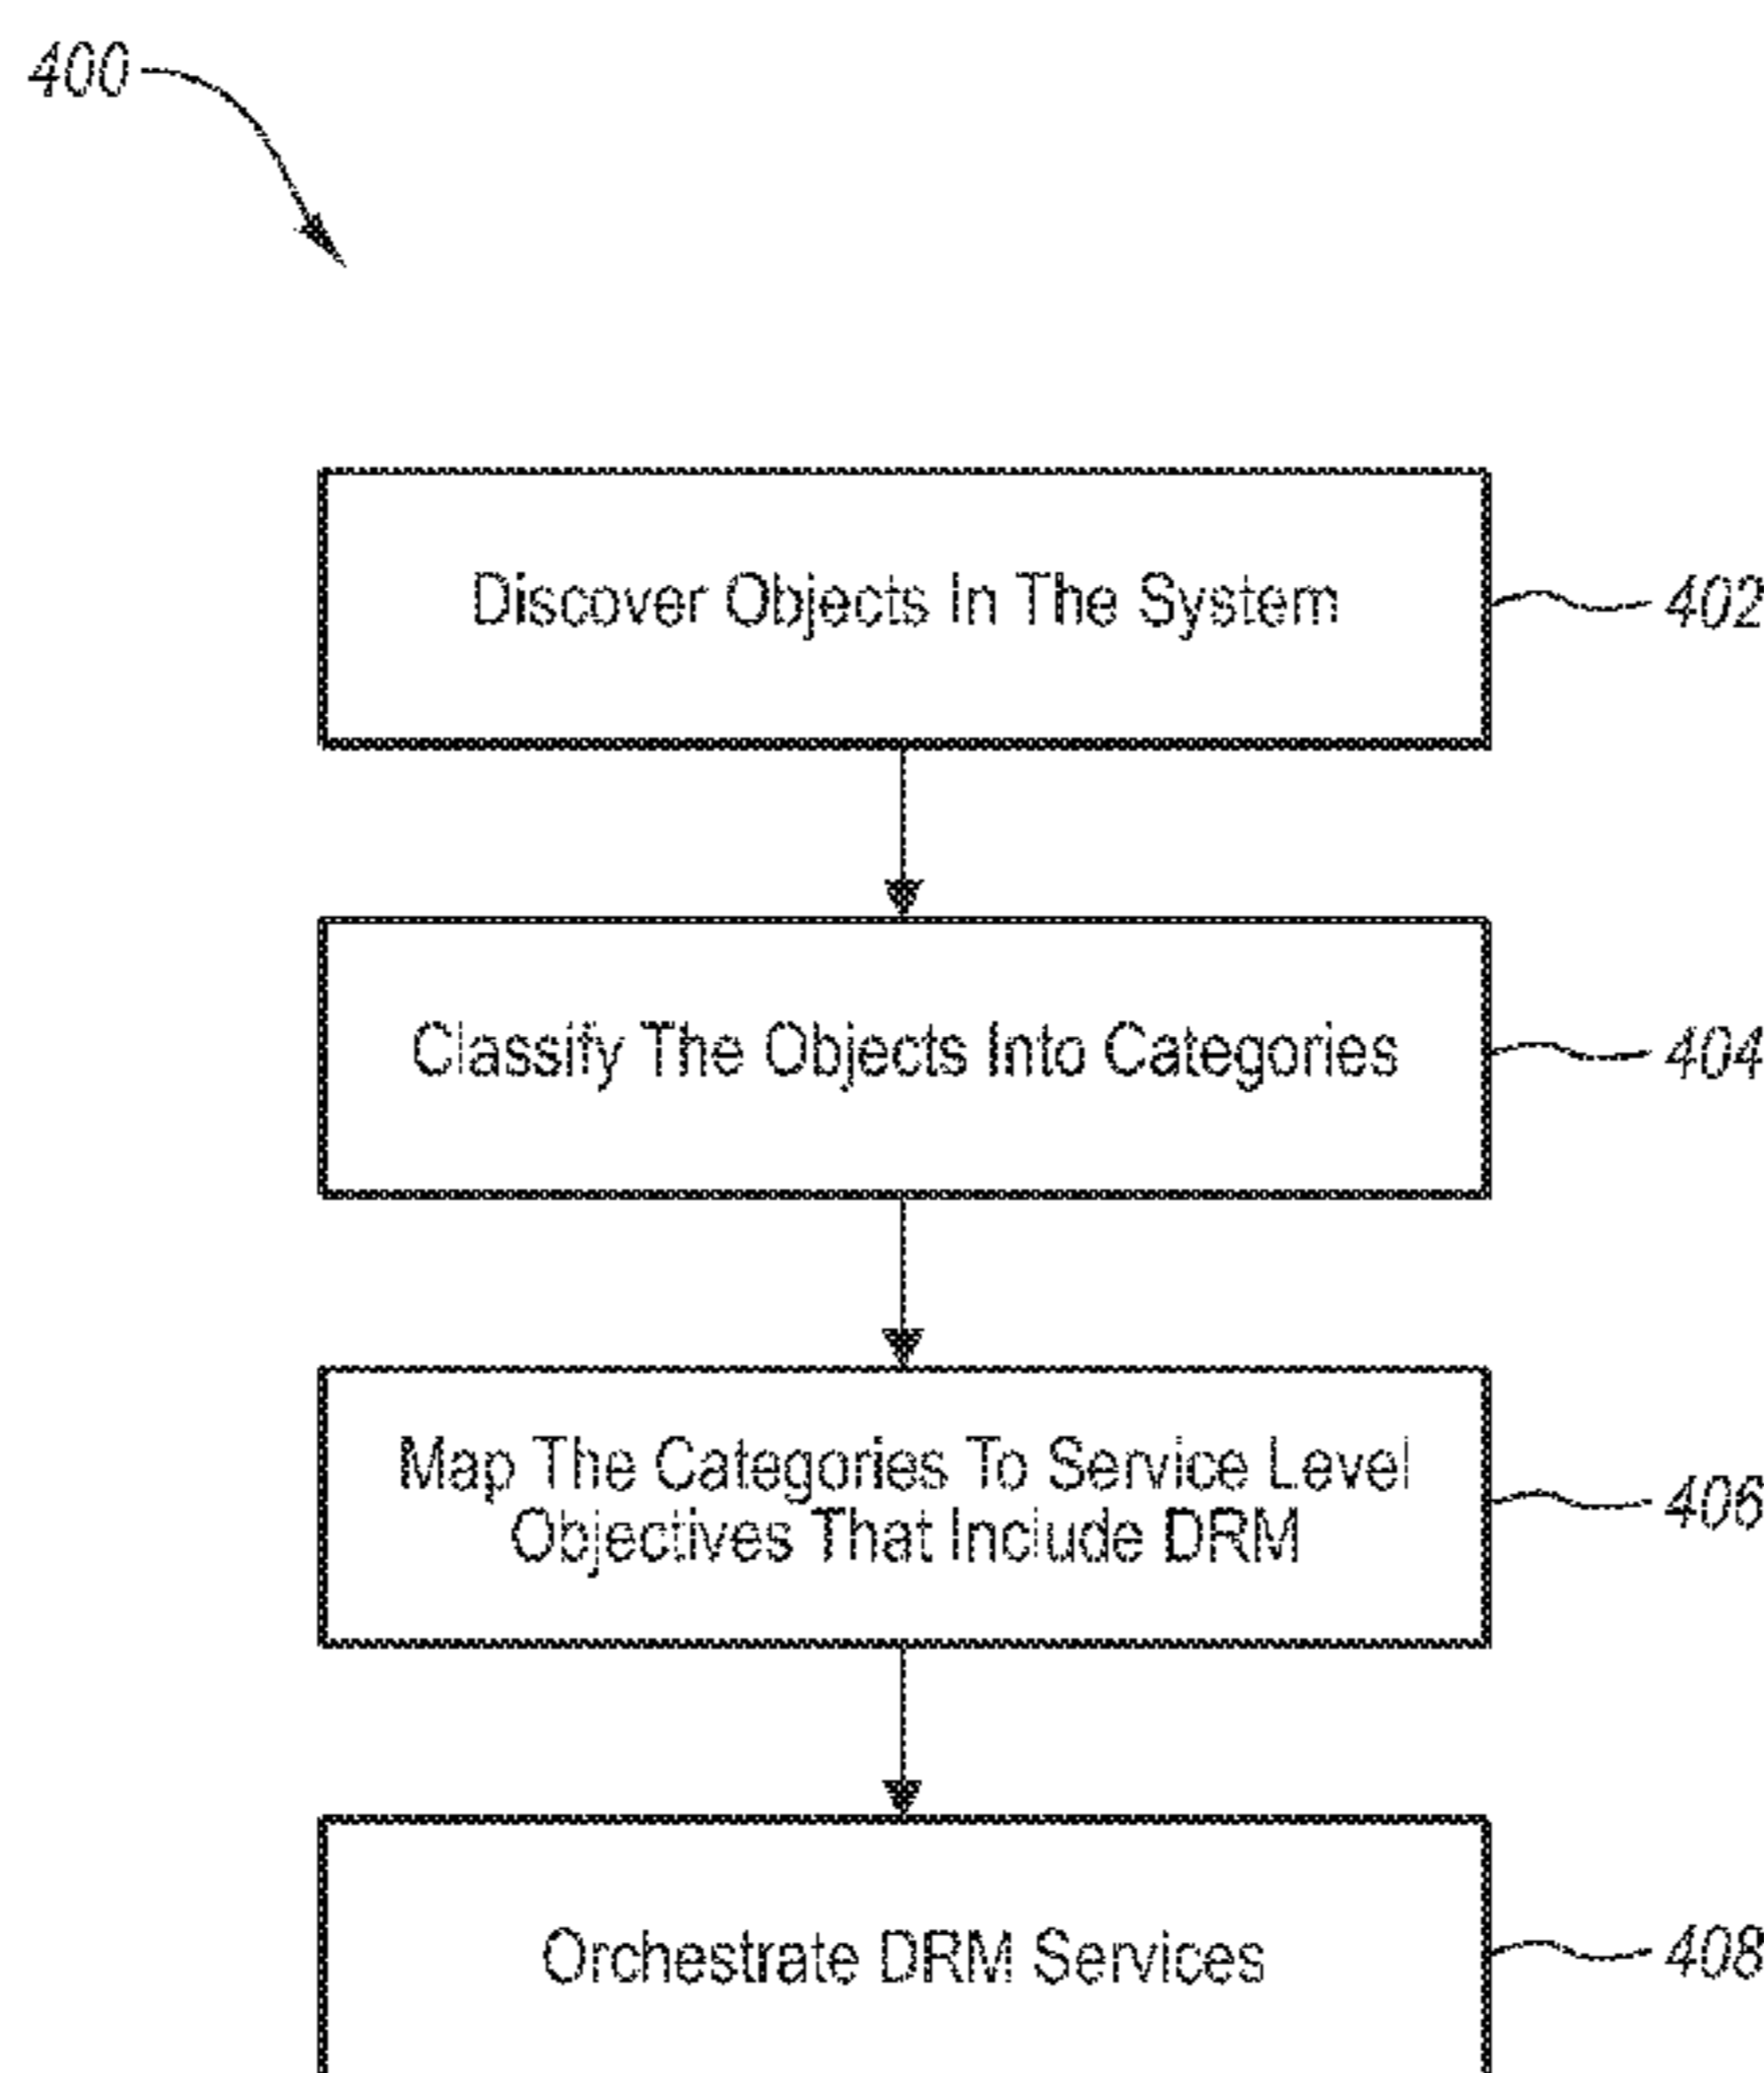 400
Discover Objects In The System
402
Classify The Objects Into Categories
404
Map The Categories To Service Level
Objectives That Include DRM
406
Orchestrate DRM Services
408